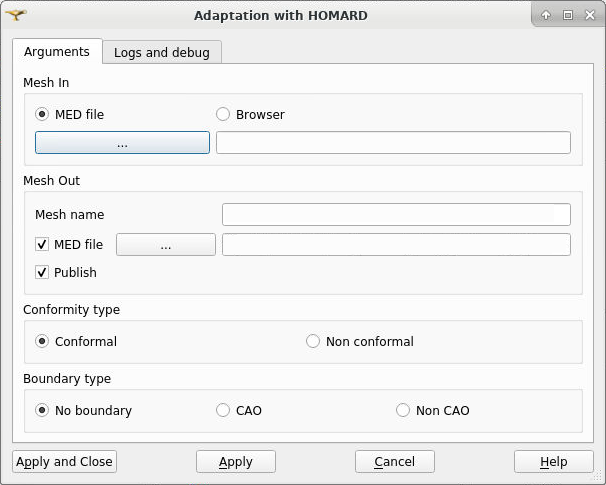 Adaptation with HOMARD
Arguments
Logs and debug
Mesh In
MED file
Browser
...
Mesh Out
Mesh name
MED file
...
Publish
Conformity type
Conformal
Non conformal
Boundary type
No boundary
CAO
Non CAO
Apply and Close
Apply
Cancel
Help